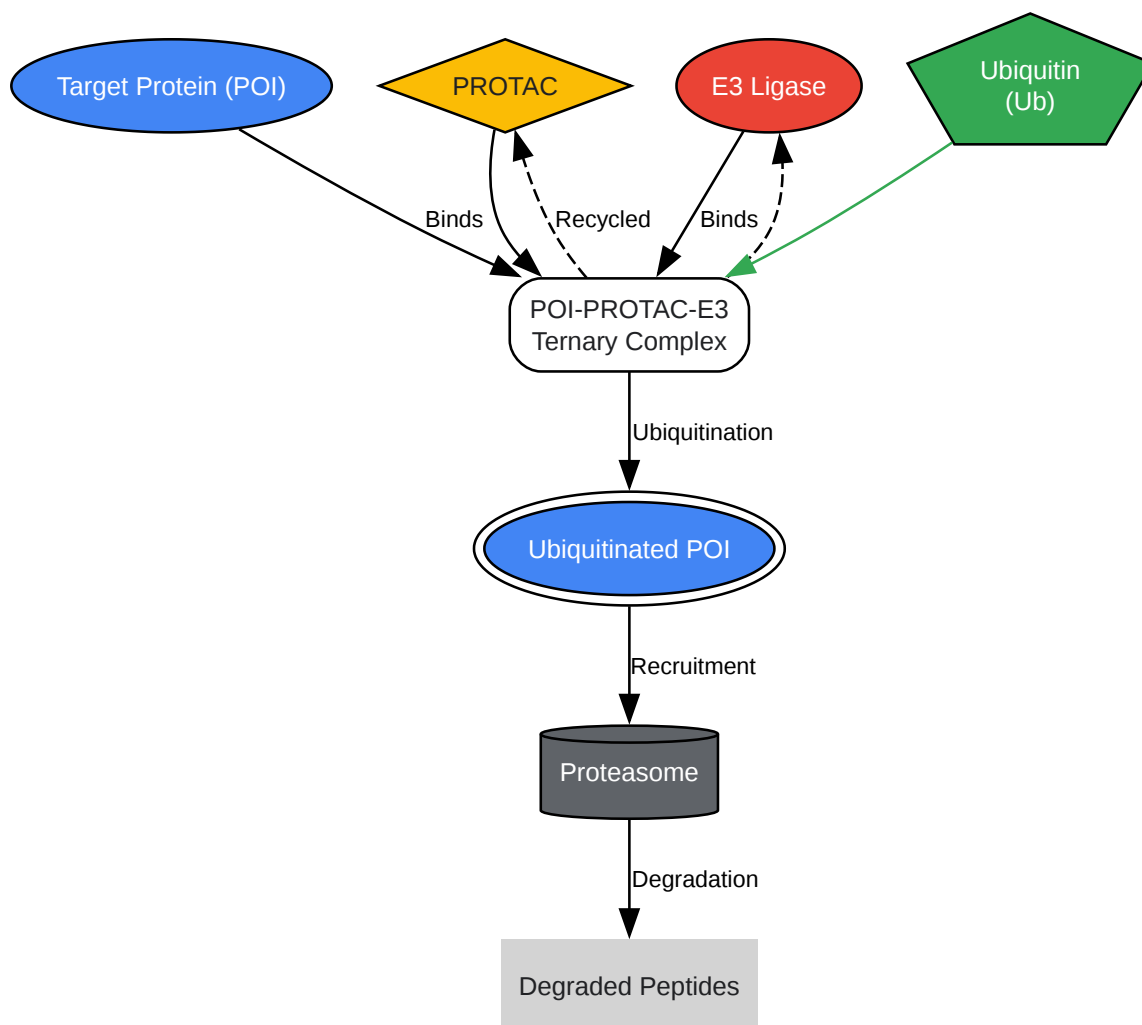 Target Protein (POI)
PROTAC
E3 Ligase
Ubiquitin
(Ub)
Binds
Recycled
Binds
POI-PROTAC-E3
Ternary Complex
Ubiquitination
Ubiquitinated POI
Recruitment
Proteasome
Degradation
Degraded Peptides